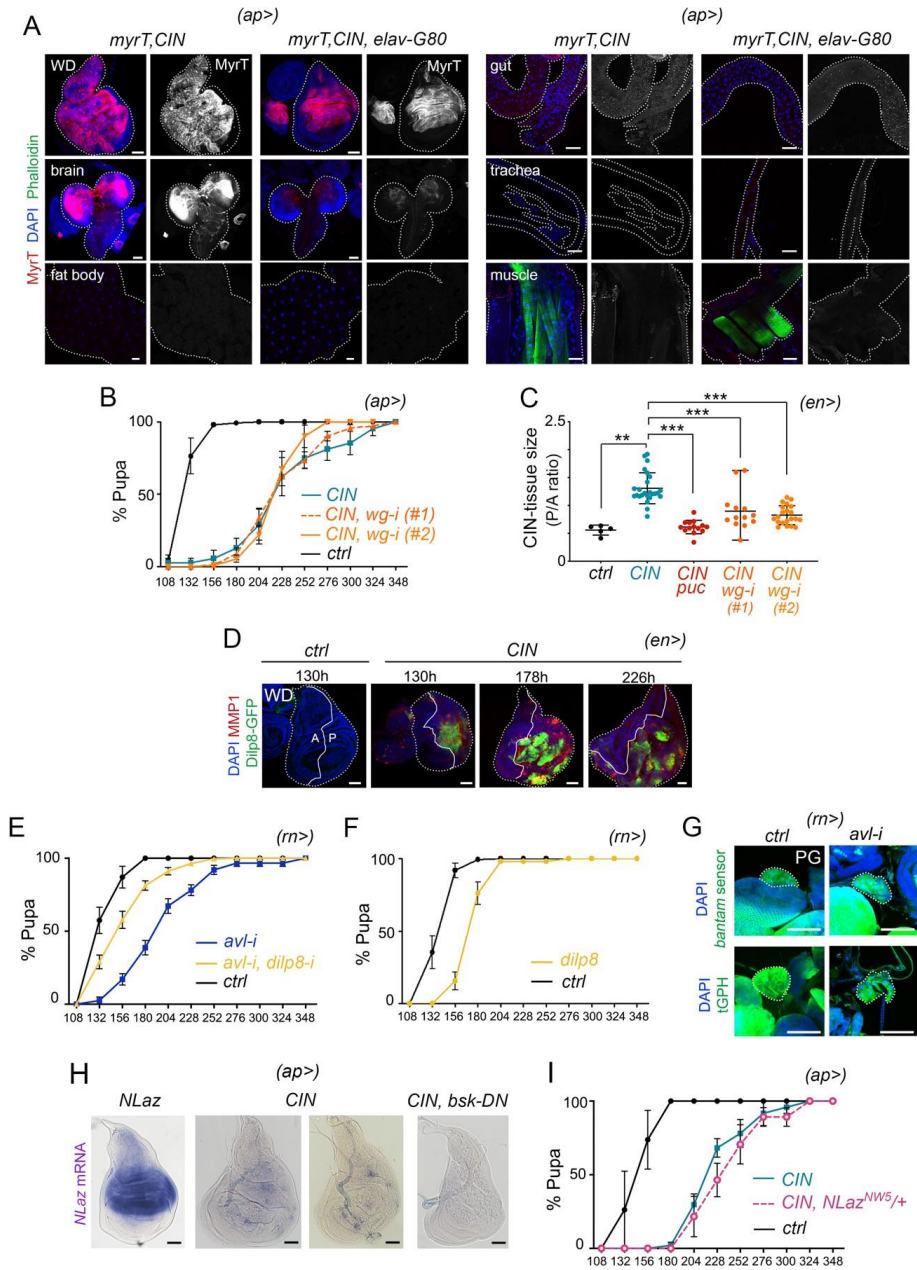 A
(ap>)
myrT,CIN
myrT,CIN, elav-G80
MyrT DAPI Phalloidin
WD
MyrT
MyrT
brain
fat body
(ap>)
myrT,CIN
myrT,CIN, elav-G80
gut
trachea
muscle
B
(ap>)
% Pupa
100
50
0
CIN
CIN, wg-i (#1)
CIN, wg-i (#2)
ctrl
108 132 156 180 204 228 252 276 300 324 348
C
(en>)
CIN-tissue size
(P/A ratio)
2.5
1.5
0
***
***
**
***
ctrl
CIN
CIN
puc
CIN
wg-i
(#1)
CIN
wg-i
(#2)
D
ctrl
CIN
(en>)
130h
130h
178h
226h
DAPI MMP1
Dilp8-GFP
WD
A
P
E
(rn>)
% Pupa
100
50
0
avl-i
avl-i, dilp8-i
ctrl
108 132 156 180 204 228 252 276 300 324 348
F
(rn>)
% Pupa
100
50
0
dilp8
ctrl
108 132 156 180 204 228 252 276 300 324 348
G
(rn>)
ctrl
avl-i
PG
DAPI
bantam sensor
DAPI
tGPH
H
(ap>)
NLaz
CIN
CIN, bsk-DN
NLaz mRNA
I
(ap>)
% Pupa
100
50
0
CIN
CIN, NLazNW5/+
ctrl
108 132 156 180 204 228 252 276 300 324 348